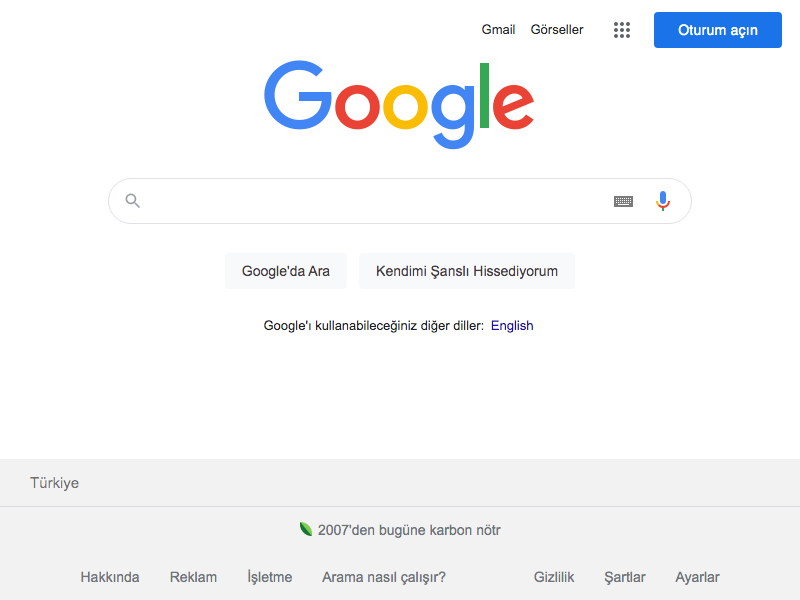 Gmail Görseller Oturum açın
Google
Google'da Ara Kendimi Şanslı Hissediyorum
Google'ı kullanabileceğiniz diğer diller: English
Türkiye
2007'den bugüne karbon nötr
Hakkında Reklam İşletme Arama nasıl çalışır? Gizlilik Şartlar Ayarlar